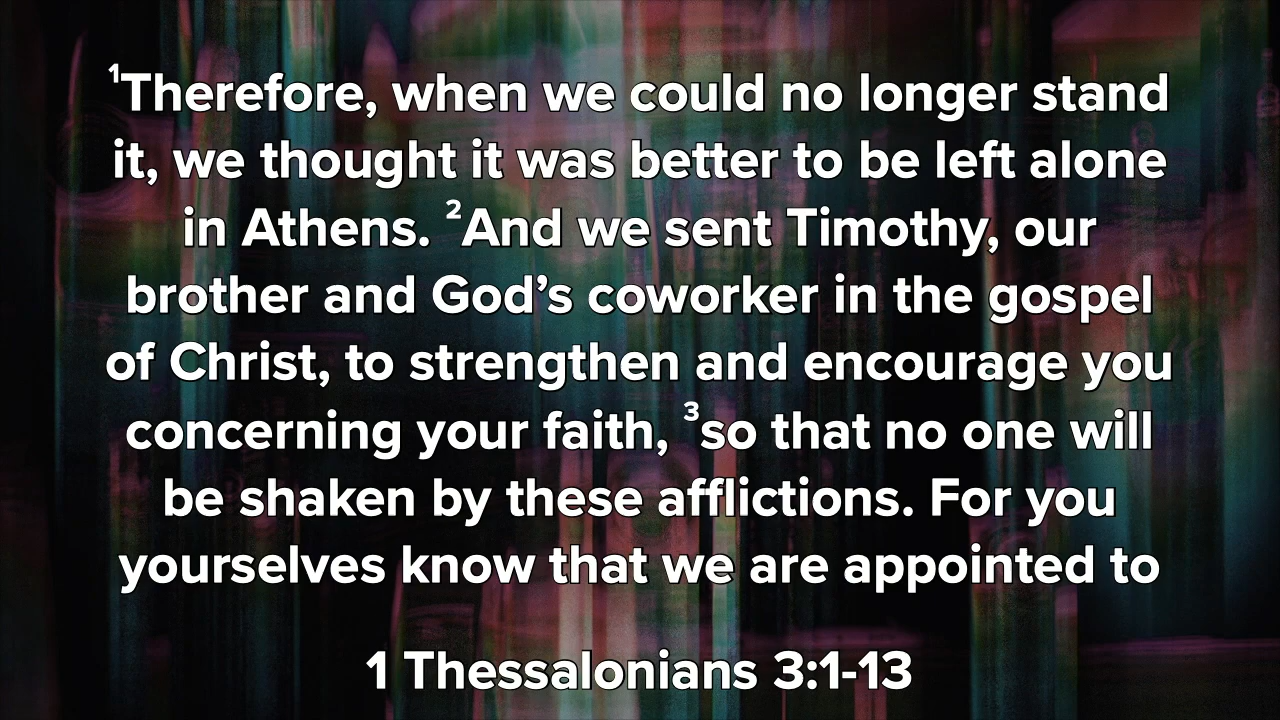 ¹Therefore, when we could no longer stand
it, we thought it was better to be left alone
in Athens. ²And we sent Timothy, our
brother and God’s coworker in the gospel
of Christ, to strengthen and encourage you
concerning your faith, ³so that no one will
be shaken by these afflictions. For you
yourselves know that we are appointed to
1 Thessalonians 3:1-13